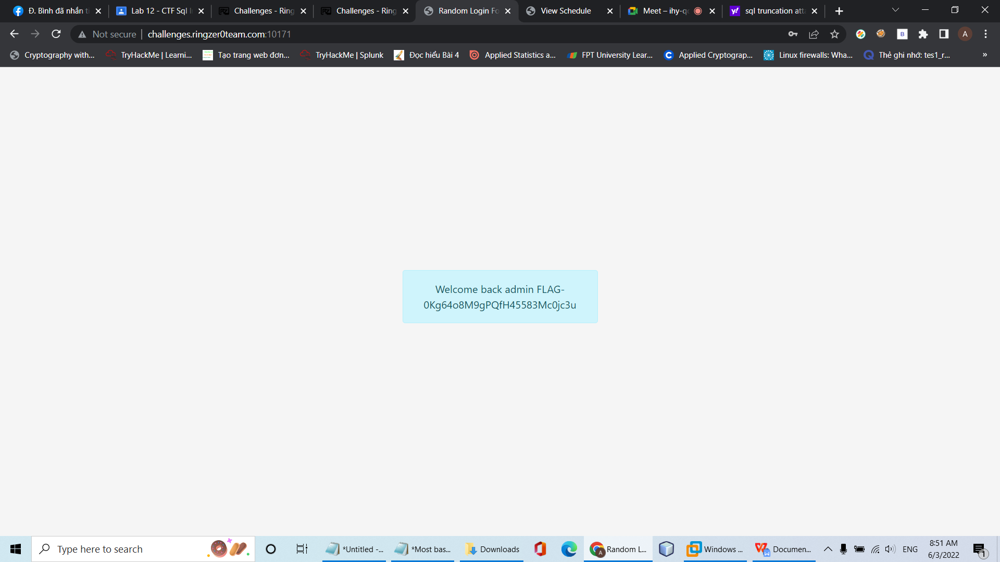 Đ. Bình đã nhắn ti
Lab 12 - CTF Sql I
Challenges - Ring
Challenges - Ring
Random Login Fo
View Schedule
Meet – ihy-qc
sql truncation atta
Not secure
challenges.ringzer0team.com:10171
A
Cryptography with...
TryHackMe | Learni...
Tạo trang web đơn...
TryHackMe | Splunk
Đọc hiểu Bài 4
Applied Statistics a...
FPT University Lear...
Applied Cryptograp...
Linux firewalls: Wha...
Thẻ ghi nhớ: tes1_r...
»
Welcome back admin FLAG-
0Kg64o8M9gPQfH45583Mc0jc3u
Type here to search
*Untitled -...
*Most bas...
Downloads
Random L...
Windows ...
Documen...
ENG
8:51 AM
6/3/2022
1